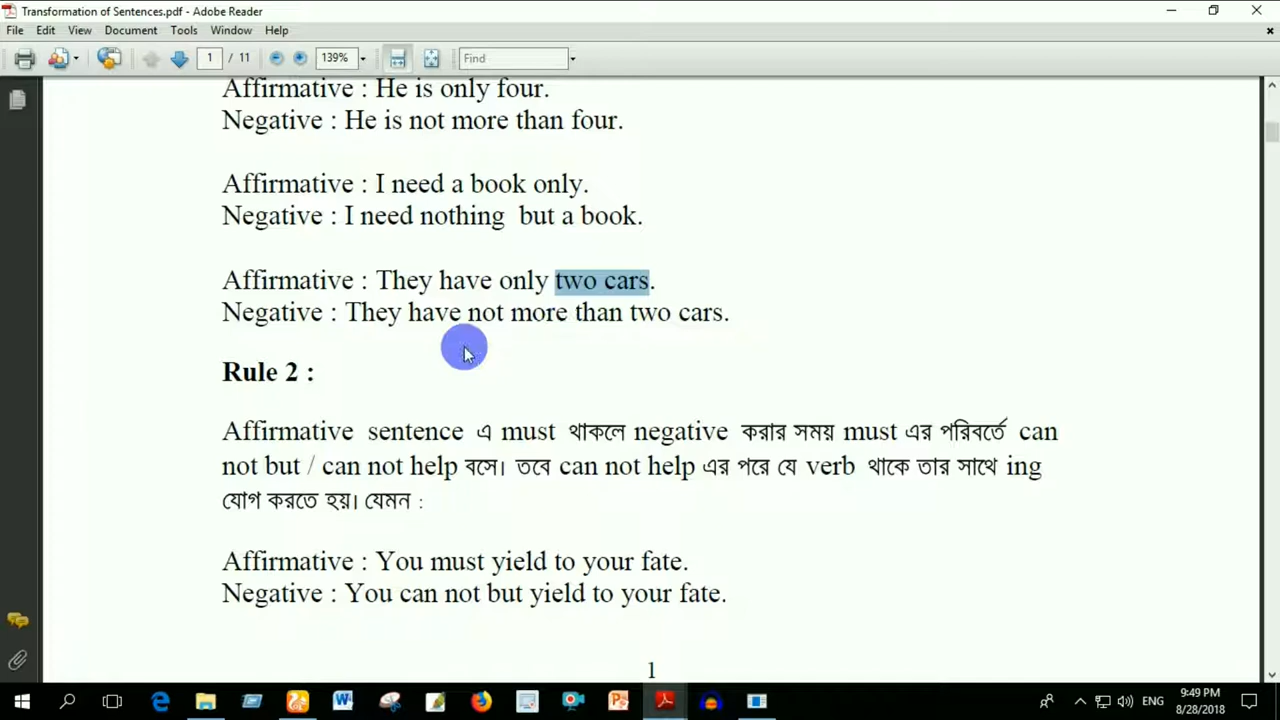 Transformation of Sentences.pdf - Adobe Reader
File Edit View Document Tools Window Help
1 / 11 139% Find
Affirmative : He is only four.
Negative : He is not more than four.
Affirmative : I need a book only.
Negative : I need nothing but a book.
Affirmative : They have only two cars.
Negative : They have not more than two cars.
Rule 2 :
Affirmative sentence এ must থাকলে negative করার সময় must এর পরিবর্তে can
not but / can not help বসে। তবে can not help এর পরে যে verb থাকে তার সাথে ing
যোগ করতে হয়। যেমন :
Affirmative : You must yield to your fate.
Negative : You can not but yield to your fate.
1
ENG
9:49 PM
8/28/2018